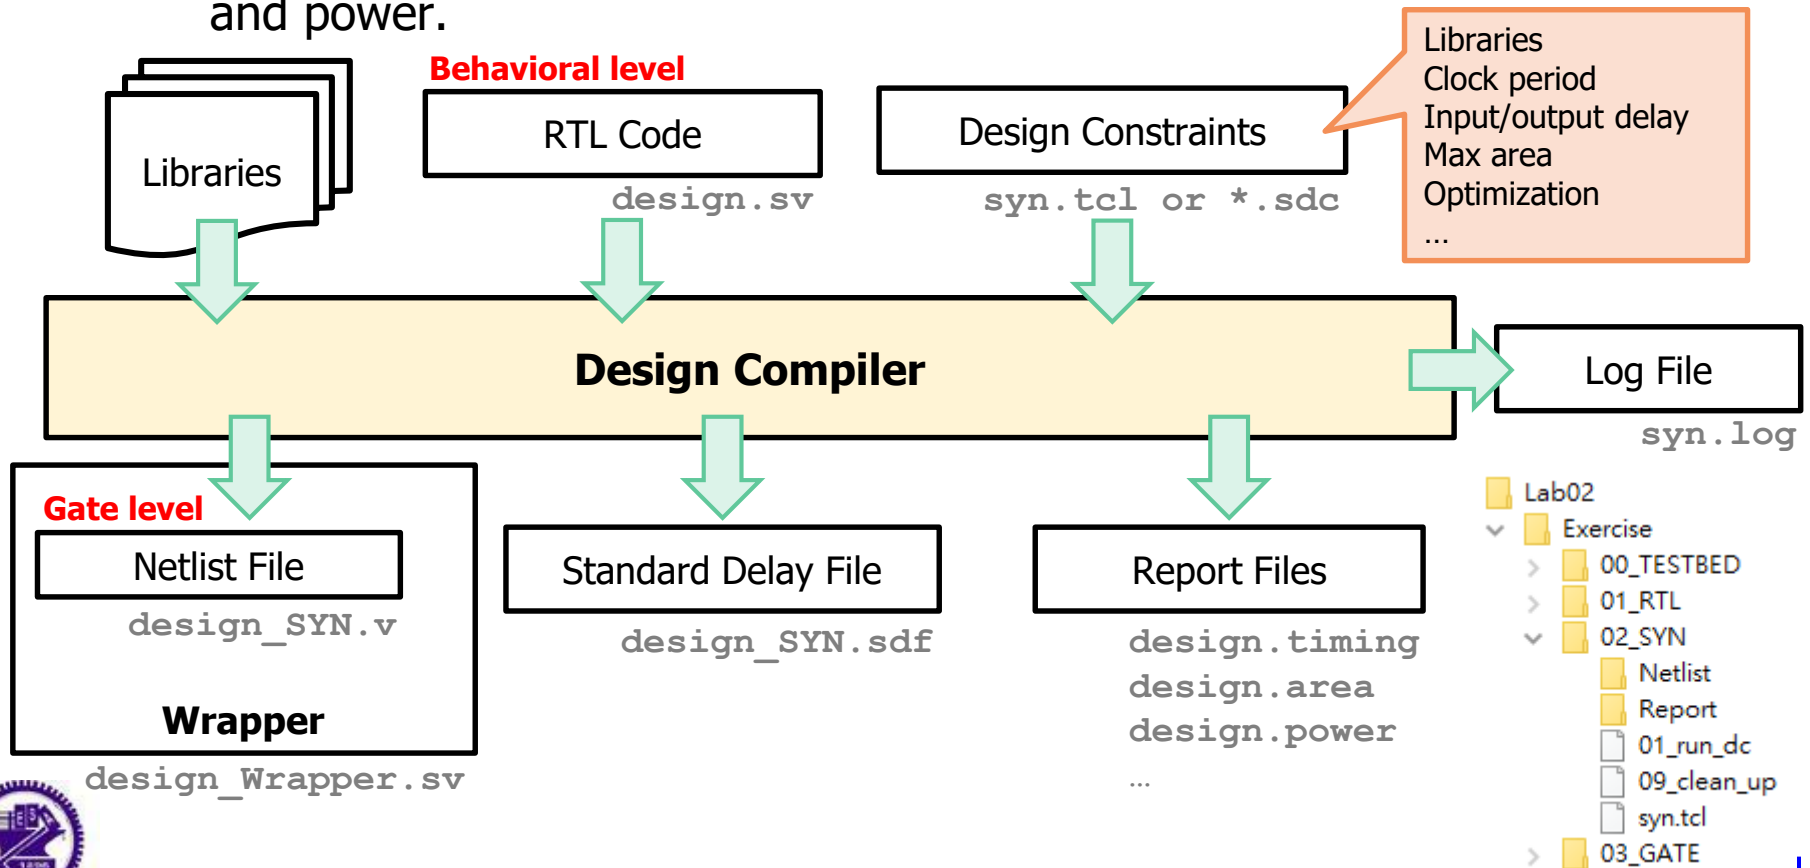 and power.
Libraries
Behavioral level
RTL Code
design.sv
Design Constraints
syn.tcl or *.sdc
Libraries
Clock period
Input/output delay
Max area
Optimization
...
Design Compiler
Log File
syn.log
Gate level
Netlist File
design_SYN.v
Wrapper
design_Wrapper.sv
Standard Delay File
design_SYN.sdf
Report Files
design.timing
design.area
design.power
...
Lab02
Exercise
00_TESTBED
01_RTL
02_SYN
Netlist
Report
01_run_dc
09_clean_up
syn.tcl
03_GATE